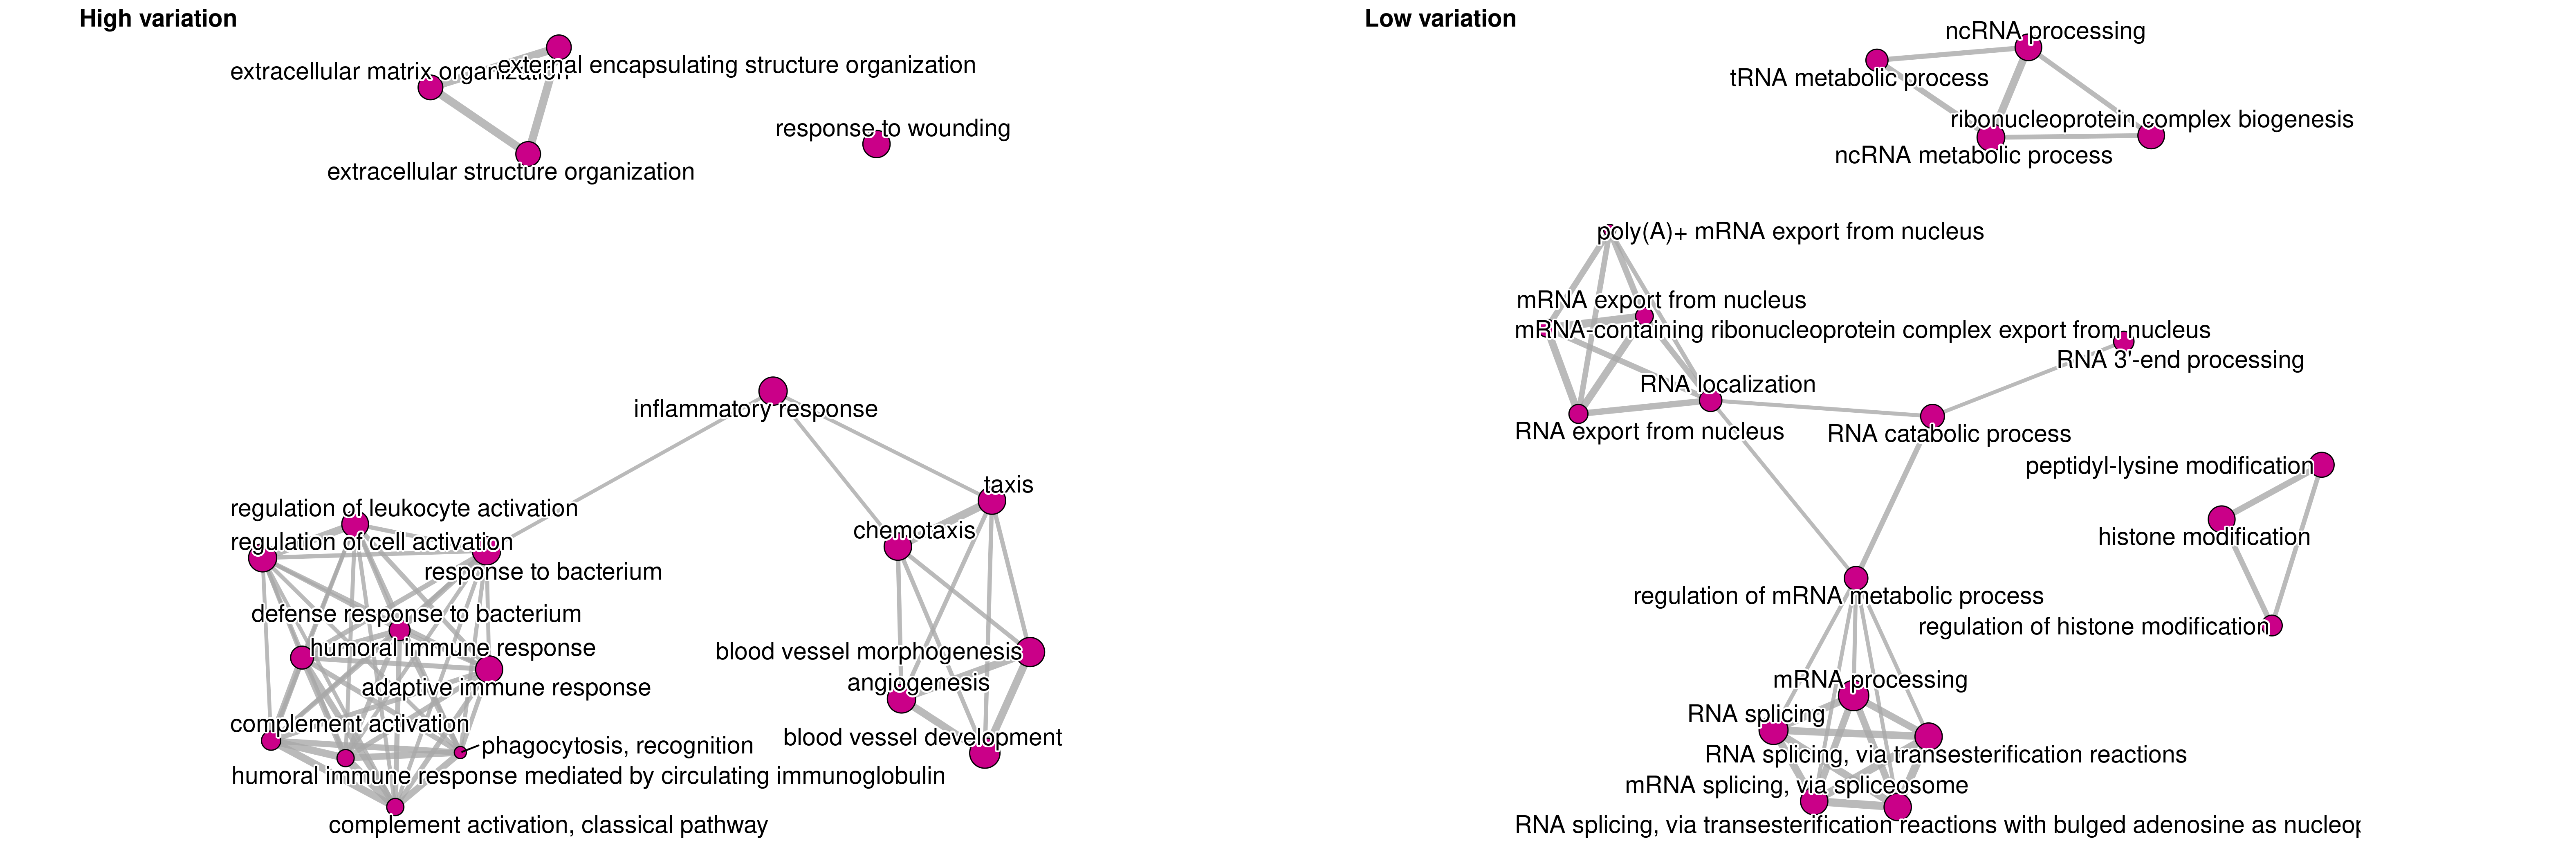 High variation
extracellular matrix organization
external encapsulating structure organization
response to wounding
extracellular structure organization
inflammatory response
taxis
regulation of leukocyte activation
chemotaxis
regulation of cell activation
response to bacterium
defense response to bacterium
humoral immune response
blood vessel morphogenesis
angiogenesis
adaptive immune response
complement activation
blood vessel development
phagocytosis, recognition
humoral immune response mediated by circulating immunoglobulin
complement activation, classical pathway
Low variation
ncRNA processing
tRNA metabolic process
ribonucleoprotein complex biogenesis
ncRNA metabolic process
poly(A)+ mRNA export from nucleus
mRNA export from nucleus
mRNA-containing ribonucleoprotein complex export from nucleus
RNA 3'-end processing
RNA localization
RNA export from nucleus
RNA catabolic process
peptidyl-lysine modification
histone modification
regulation of mRNA metabolic process
regulation of histone modification
mRNA processing
RNA splicing
RNA splicing, via transesterification reactions
mRNA splicing, via spliceosome
RNA splicing, via transesterification reactions with bulged adenosine as nucleop